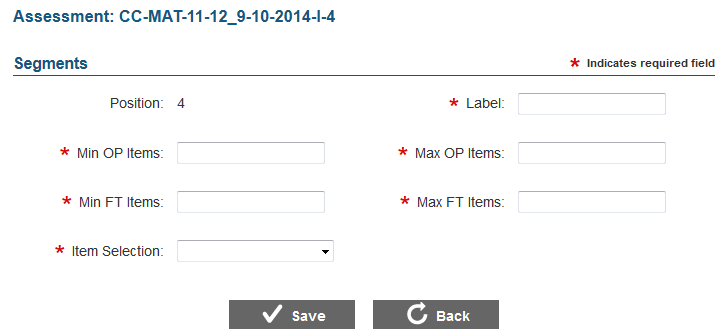 Assessment: CC-MAT-11-12_9-10-2014-I-4
Segments * Indicates required field
Position: 4 * Label:
* Min OP Items: * Max OP Items:
* Min FT Items: * Max FT Items:
* Item Selection:
Save Back